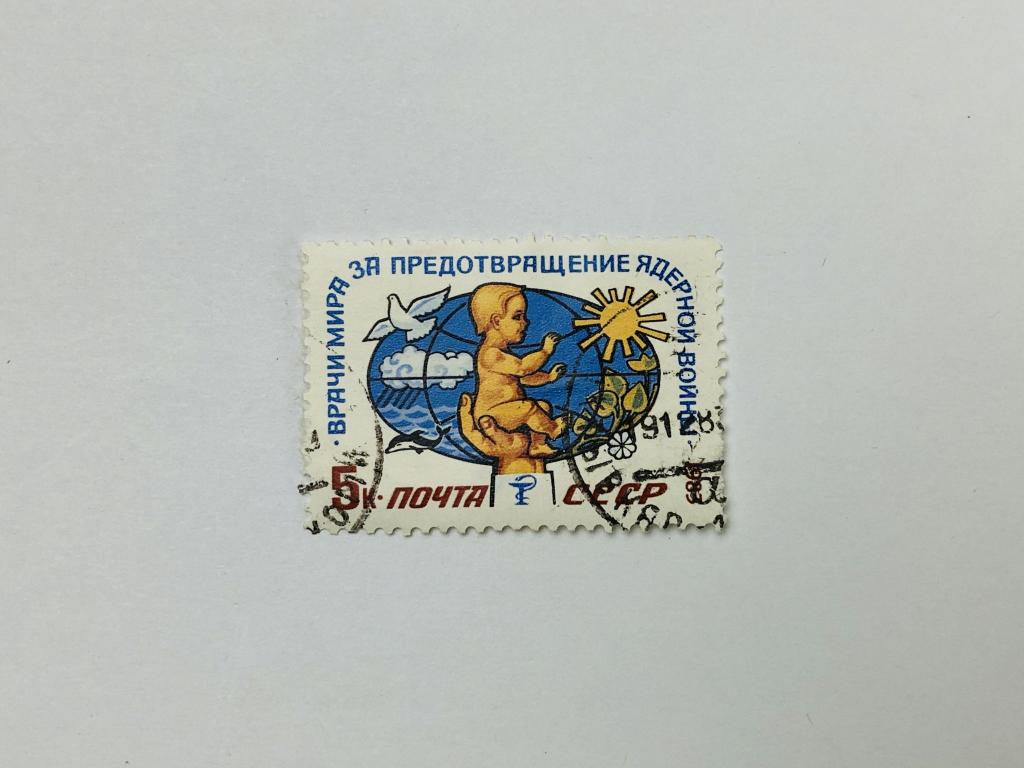 ·ВРАЧИ МИРА ЗА ПРЕДОТВРАЩЕНИЕ ЯДЕРНОЙ ВОЙНЫ
5к·ПОЧТА СССР